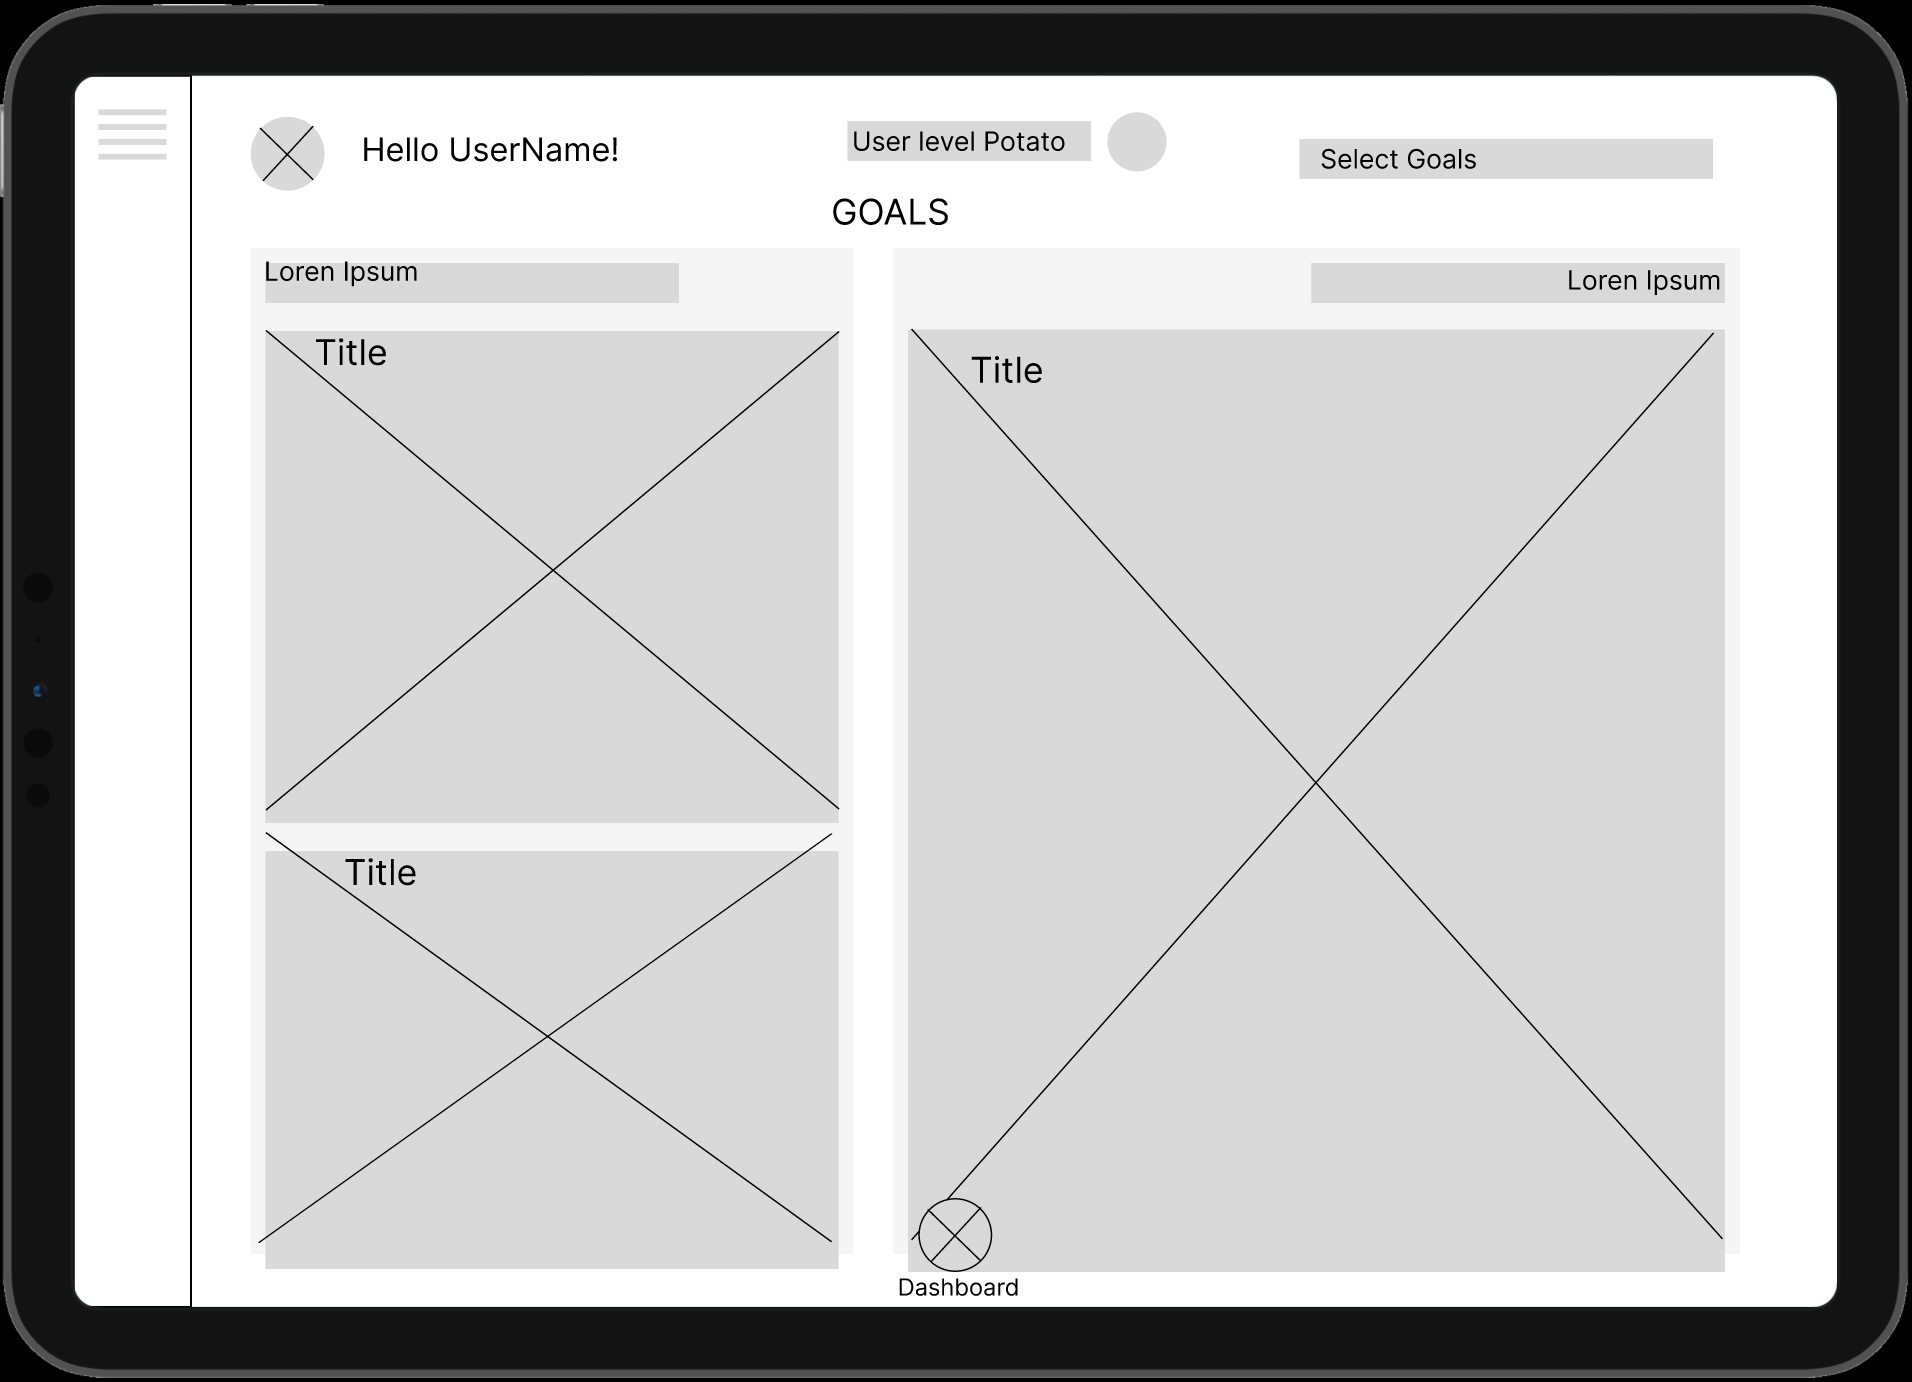 Hello UserName!
User level Potato
Select Goals
GOALS
Loren Ipsum
Loren Ipsum
Title
Title
Title
Dashboard